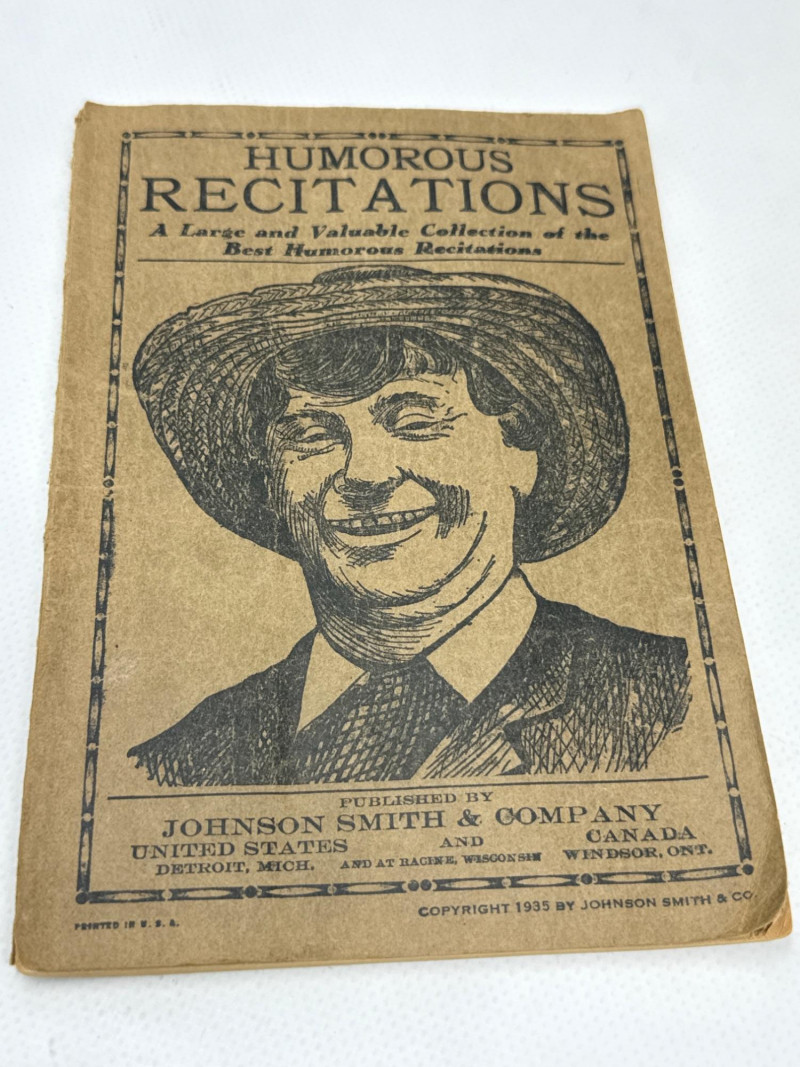 HUMOROUS
RECITATIONS
A Large and Valuable Collection of the
Best Humorous Recitations
PUBLISHED BY
JOHNSON SMITH & COMPANY
UNITED STATES AND CANADA
DETROIT, MICH. AND AT RACINE, WISCONSIN WINDSOR, ONT.
COPYRIGHT 1935 BY JOHNSON SMITH & CO.
PRINTED IN U. S. A.